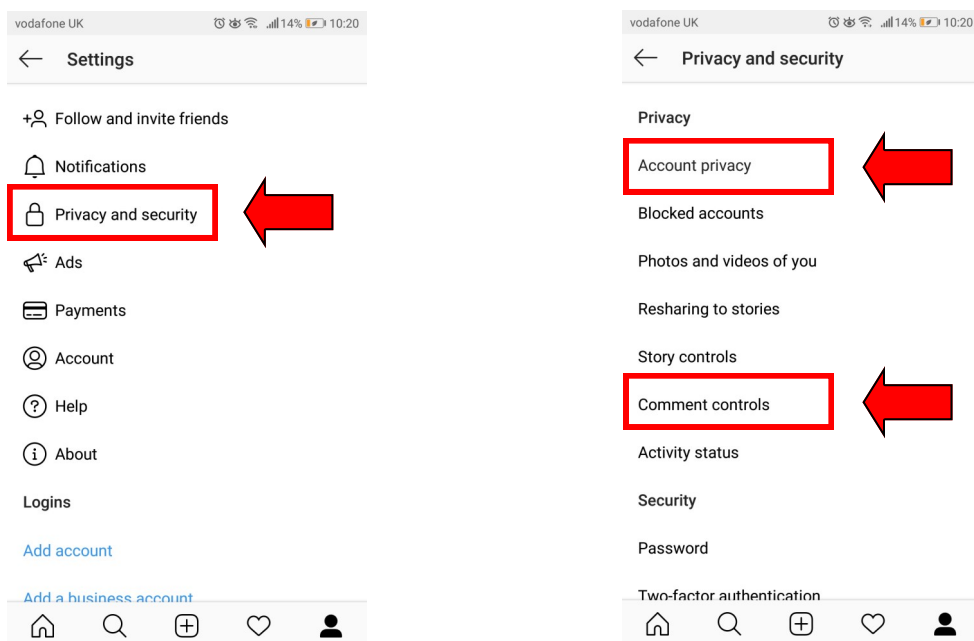 vodafone UK 14% 10:20
Settings
Follow and invite friends
Notifications
Privacy and security
Ads
Payments
Account
Help
About
Logins
Add account
Add a business account
vodafone UK 14% 10:20
Privacy and security
Privacy
Account privacy
Blocked accounts
Photos and videos of you
Resharing to stories
Story controls
Comment controls
Activity status
Security
Password
Two-factor authentication